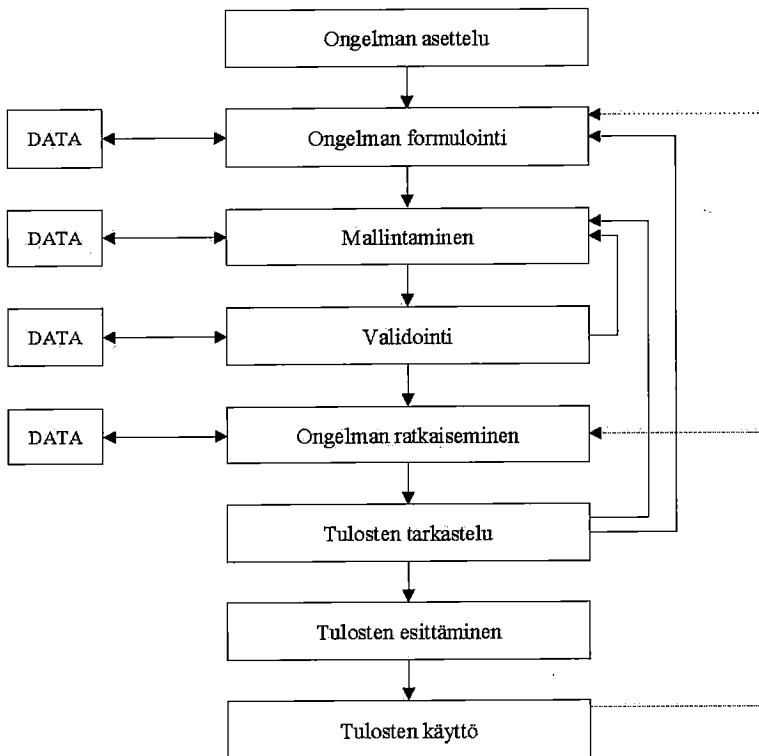 Ongelman asettelu
DATA
Ongelman formulointi
DATA
Mallintaminen
DATA
Validointi
DATA
Ongelman ratkaiseminen
Tulosten tarkastelu
Tulosten esittäminen
Tulosten käyttö